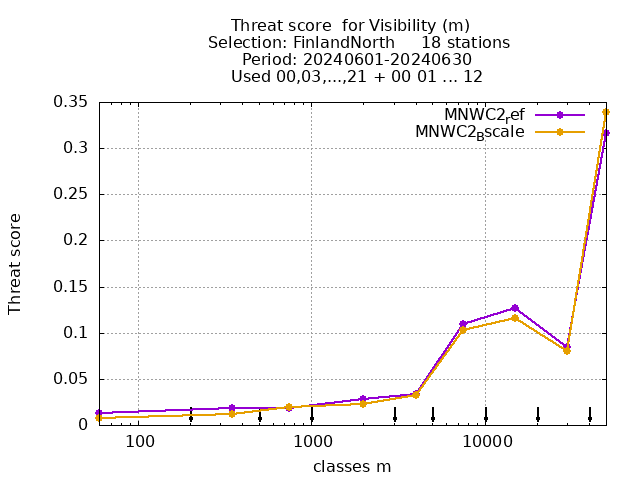 Threat score  for Visibility (m)
Selection: FinlandNorth     18 stations
Period: 20240601-20240630
Used 00,03,...,21 + 00 01 ... 12
MNWC2ref
MNWC2Bscale
0.35
0.3
0.25
0.2
0.15
0.1
0.05
0
Threat score
100
1000
10000
classes m